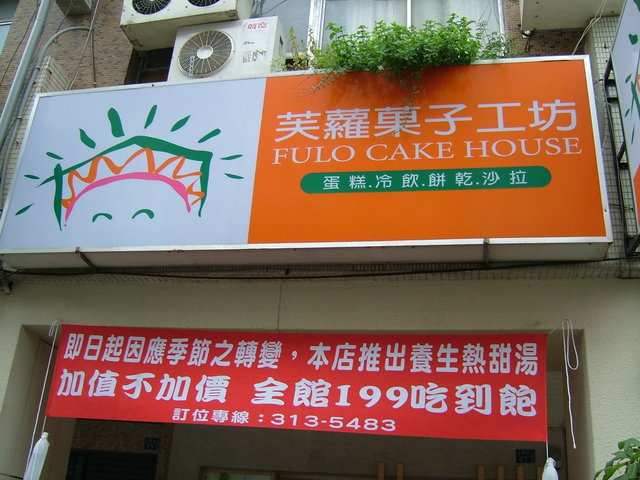 芙蘿菓子工坊
FULO CAKE HOUSE
蛋糕.冷飲.餅乾.沙拉
即日起因應季節之轉變，本店推出養生熱甜湯
加值不加價 全館199吃到飽
訂位專線：313-5483